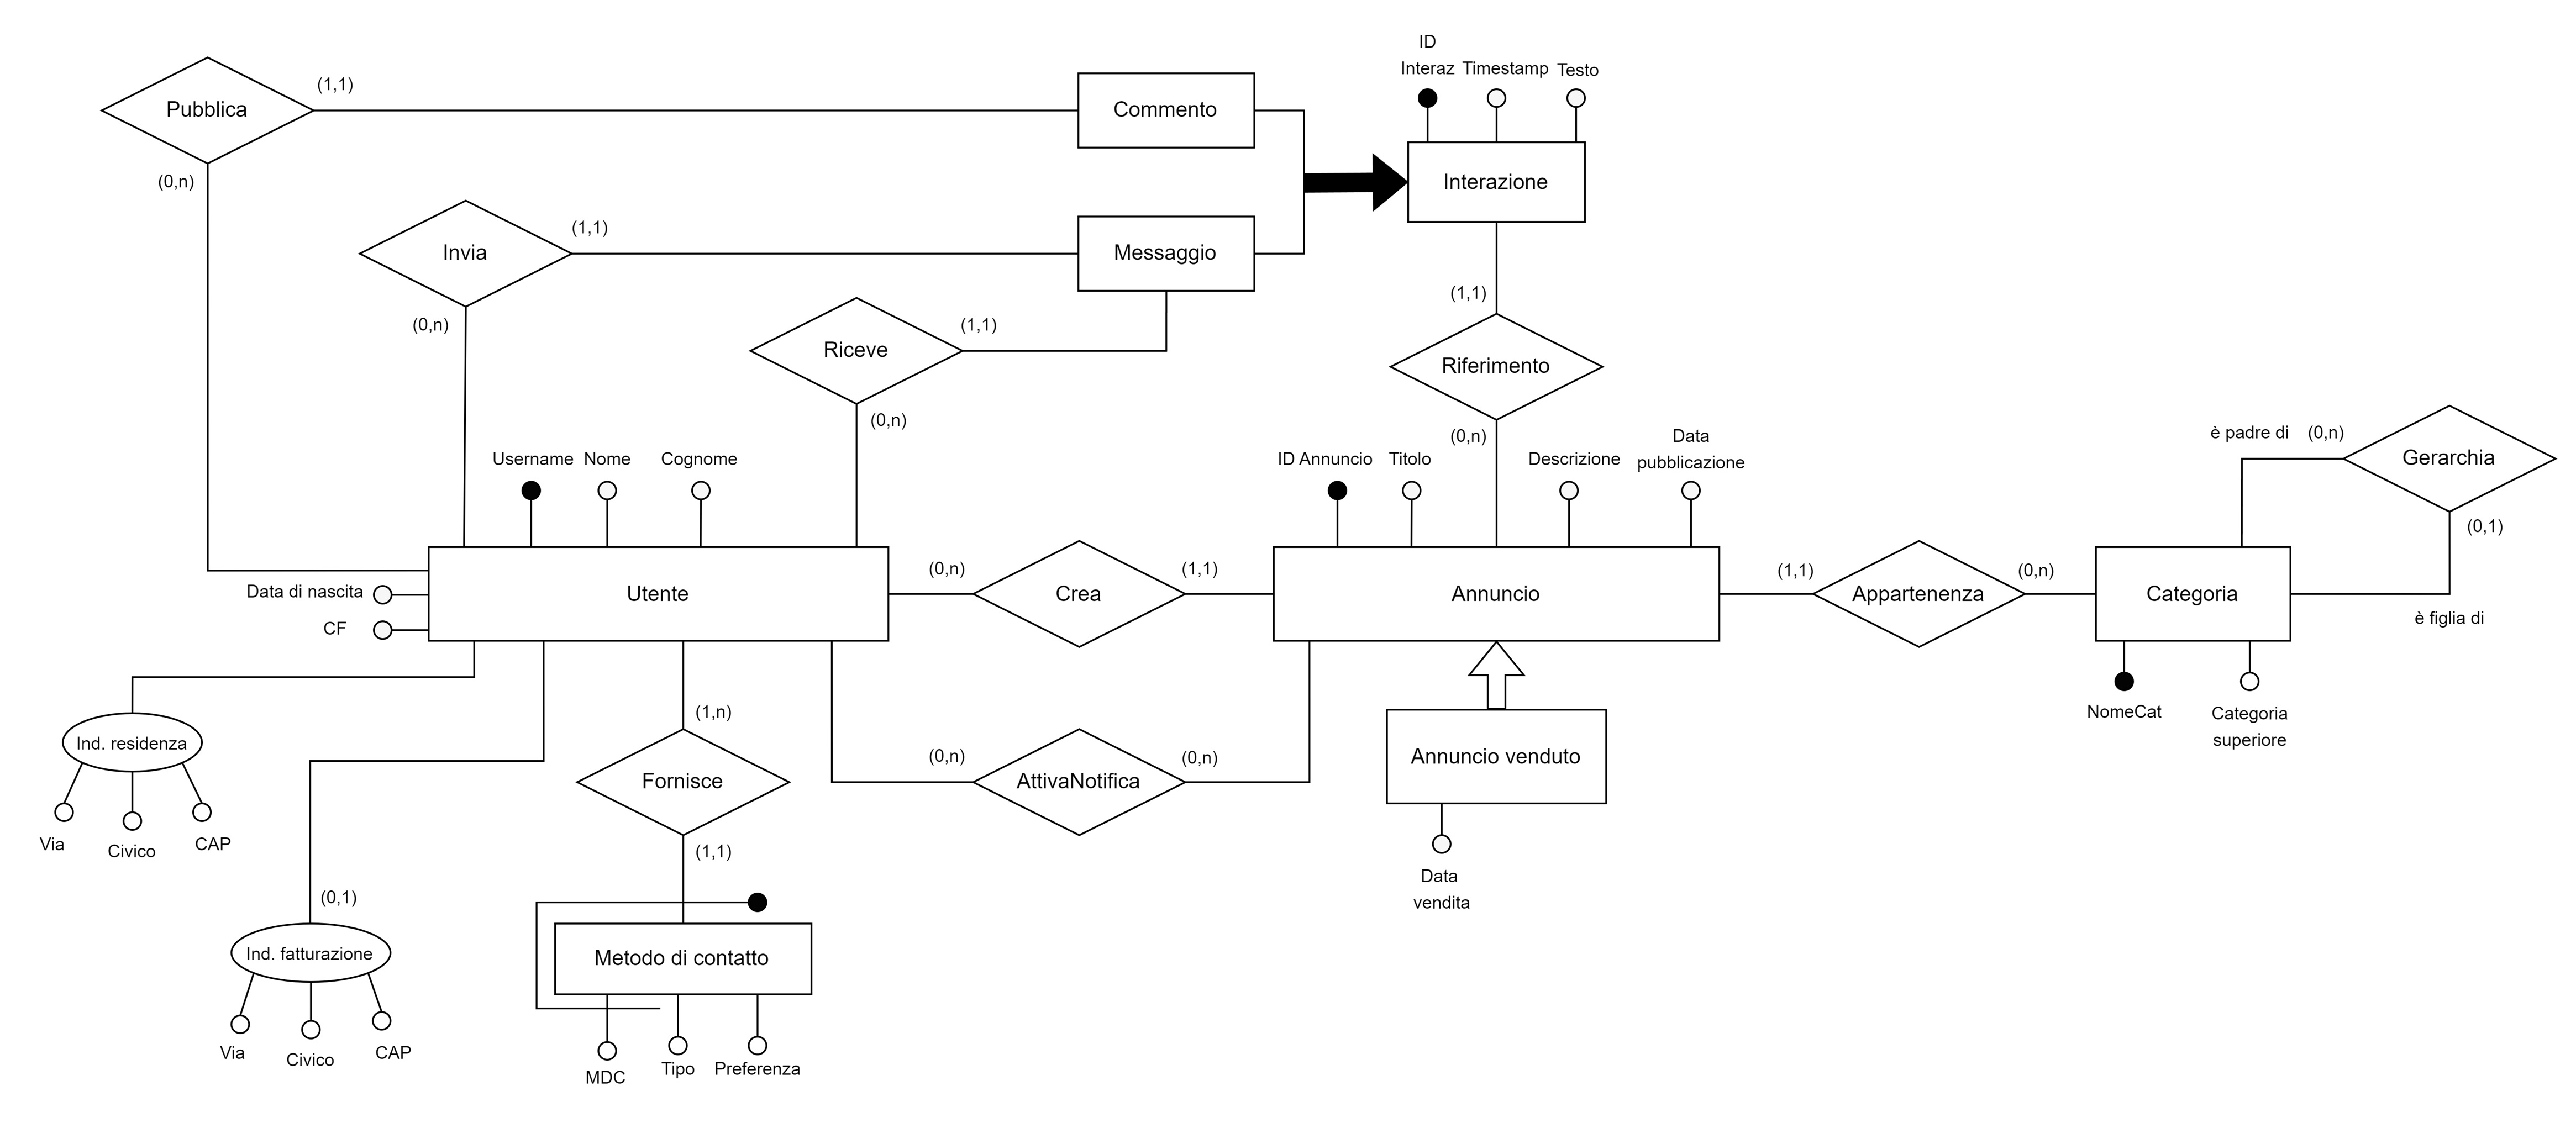 ID
Interaz
Timestamp
Testo
Pubblica
(1,1)
Commento
(0,n)
Interazione
Invia
(1,1)
Messaggio
(0,n)
Riceve
(1,1)
(0,n)
(1,1)
Riferimento
(0,n)
Username
Nome
Cognome
ID Annuncio
Titolo
Descrizione
Data
pubblicazione
è padre di
(0,n)
Gerarchia
(0,1)
è figlia di
Data di nascita
CF
Utente
(0,n)
Crea
(1,1)
Annuncio
(1,1)
Appartenenza
(0,n)
Categoria
NomeCat
Categoria
superiore
Ind. residenza
Via
Civico
CAP
(1,n)
Fornisce
(1,1)
(0,n)
AttivaNotifica
(0,n)
Annuncio venduto
Data
vendita
(0,1)
Ind. fatturazione
Via
Civico
CAP
Metodo di contatto
MDC
Tipo
Preferenza